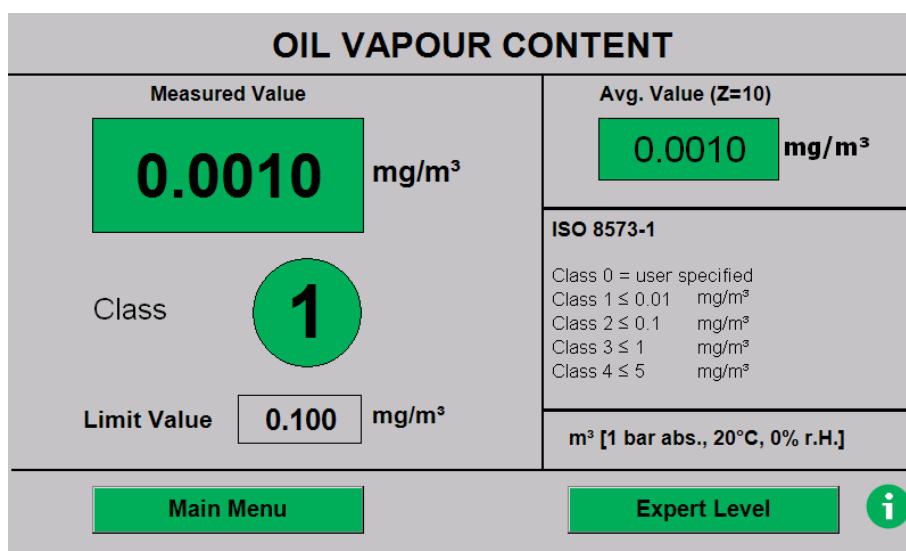 OIL VAPOUR CONTENT
Measured Value
0.0010 mg/m³
Class 1
Limit Value 0.100 mg/m³
Avg. Value (Z=10)
0.0010 mg/m³
ISO 8573-1
Class 0 = user specified
Class 1 ≤ 0.01 mg/m³
Class 2 ≤ 0.1 mg/m³
Class 3 ≤ 1 mg/m³
Class 4 ≤ 5 mg/m³
m³ [1 bar abs., 20°C, 0% r.H.]
Main Menu
Expert Level
i